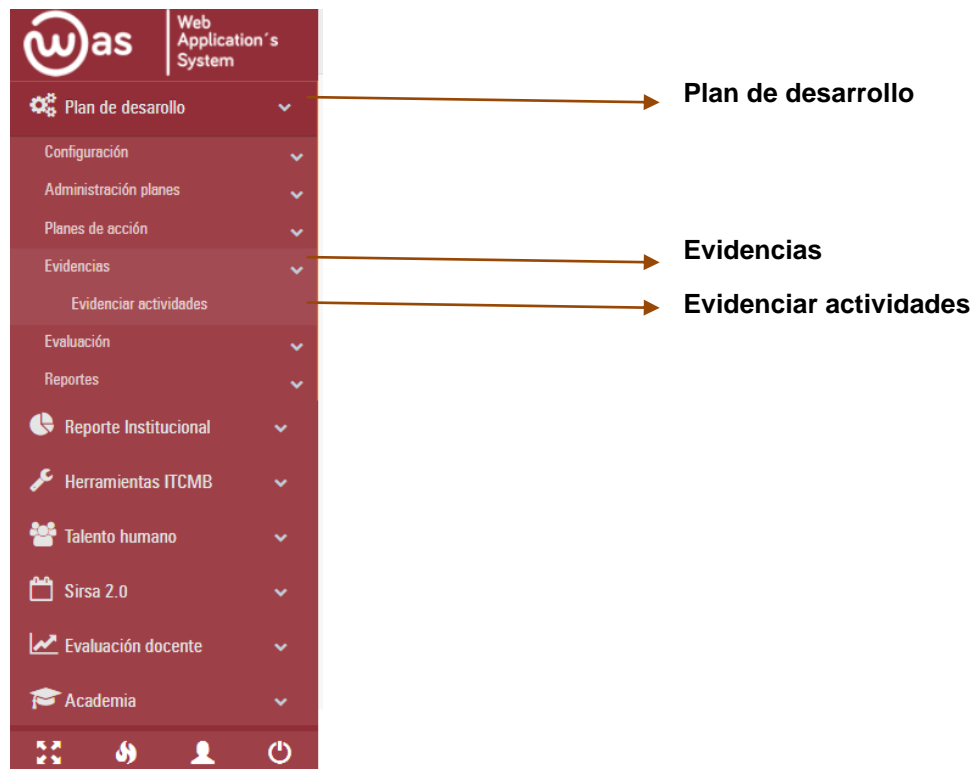 was
Web
Application´s
System
Plan de desarollo
Plan de desarrollo
Configuración
Administración planes
Planes de acción
Evidencias
Evidencias
Evidenciar actividades
Evidenciar actividades
Evaluación
Reportes
Reporte Institucional
Herramientas ITCMB
Talento humano
Sirsa 2.0
Evaluación docente
Academia